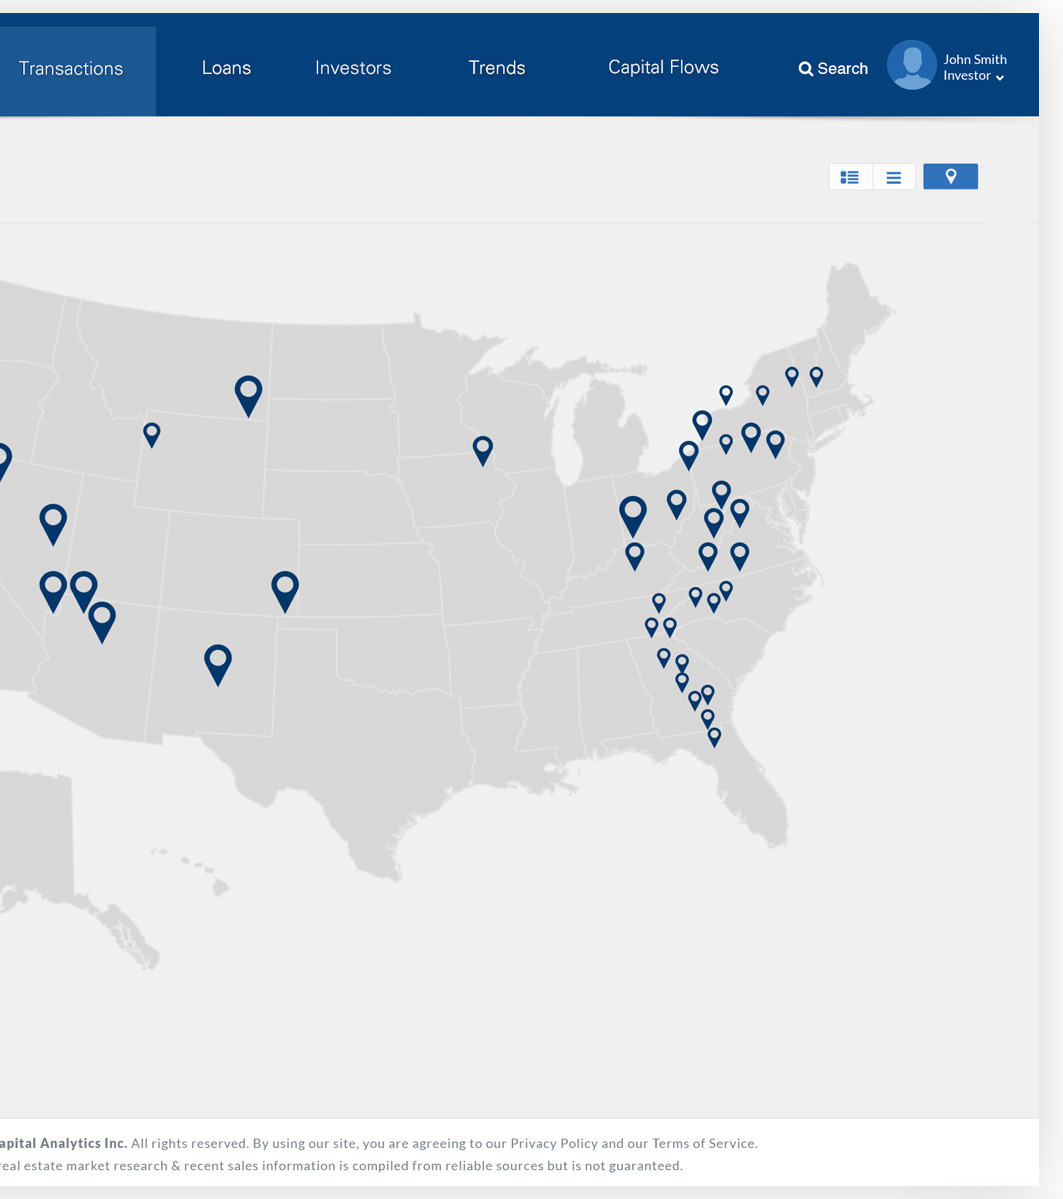 Transactions
Loans
Investors
Trends
Capital Flows
Search
John Smith
Investor
apital Analytics Inc. All rights reserved. By using our site, you are agreeing to our Privacy Policy and our Terms of Service.
real estate market research & recent sales information is compiled from reliable sources but is not guaranteed.